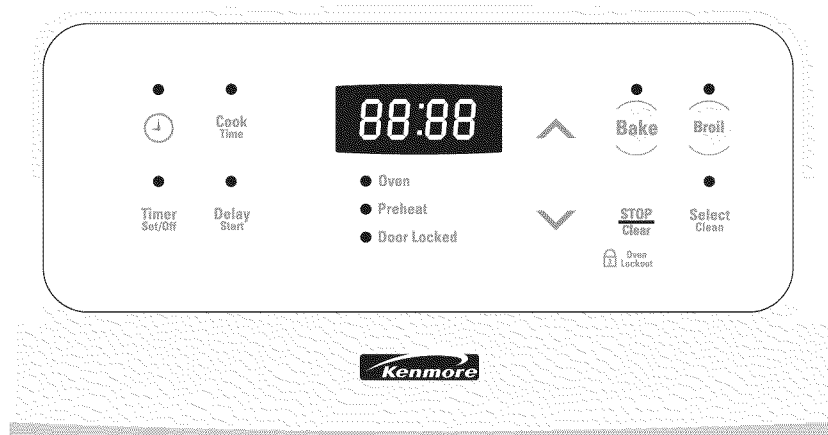 88:88
Cook
Time
Bake
Broil
Oven
Preheat
Door Locked
Timer
Set/Off
Delay
Start
STOP
Clear
Select
Clean
Oven
Lockout
Kenmore